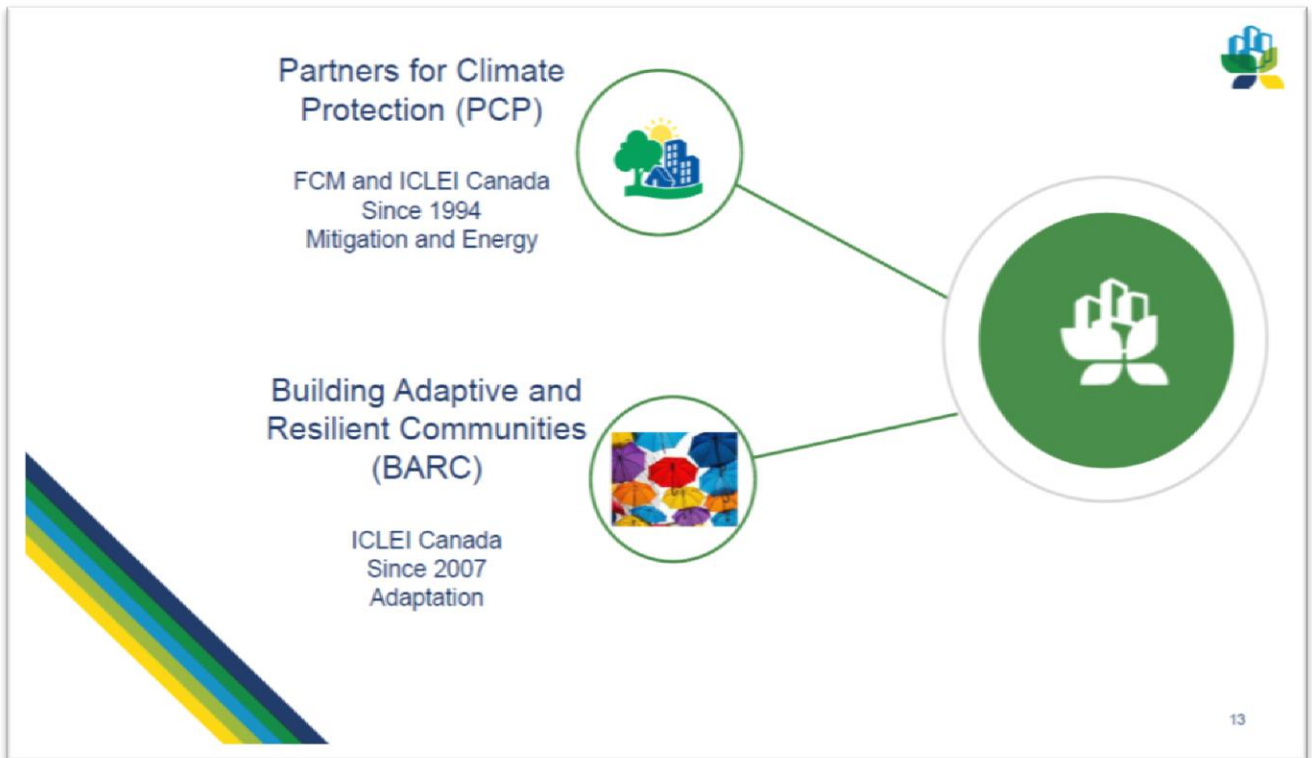 Partners for Climate
Protection (PCP)
FCM and ICLEI Canada
Since 1994
Mitigation and Energy
Building Adaptive and
Resilient Communities
(BARC)
ICLEI Canada
Since 2007
Adaptation
13